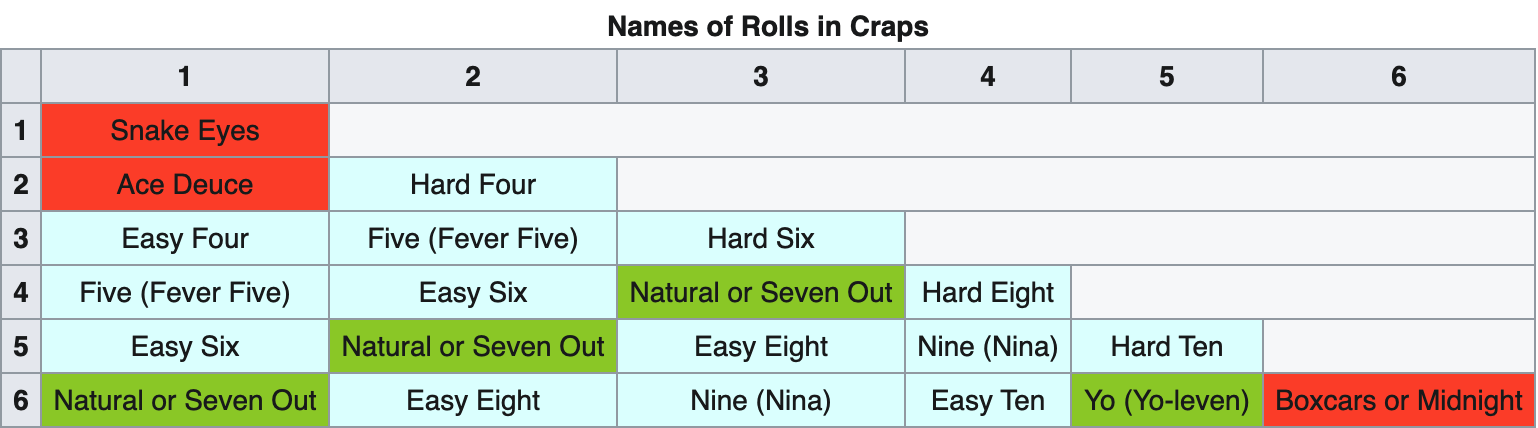 Names of Rolls in Craps
1 2 3 4 5 6
1 Snake Eyes
2 Ace Deuce Hard Four
3 Easy Four Five (Fever Five) Hard Six
4 Five (Fever Five) Easy Six Natural or Seven Out Hard Eight
5 Easy Six Natural or Seven Out Easy Eight Nine (Nina) Hard Ten
6 Natural or Seven Out Easy Eight Nine (Nina) Easy Ten Yo (Yo-leven) Boxcars or Midnight